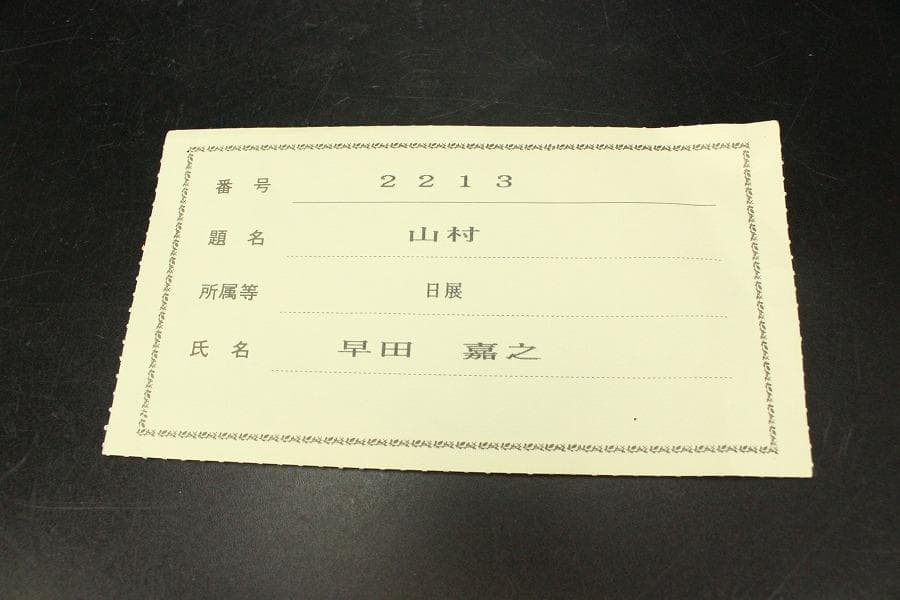 番 号 ２２１３
題 名 山村
所属等 日展
氏 名 早田 嘉之